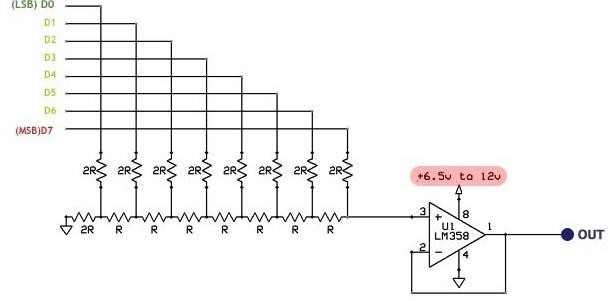 (LSB) D0
D1
D2
D3
D4
D5
D6
(MSB)D7
2R 2R 2R 2R 2R 2R 2R 2R
2R R R R R R R R
+6.5v to 12v
3 + 8
U1 1
LM358
2 - 4
OUT